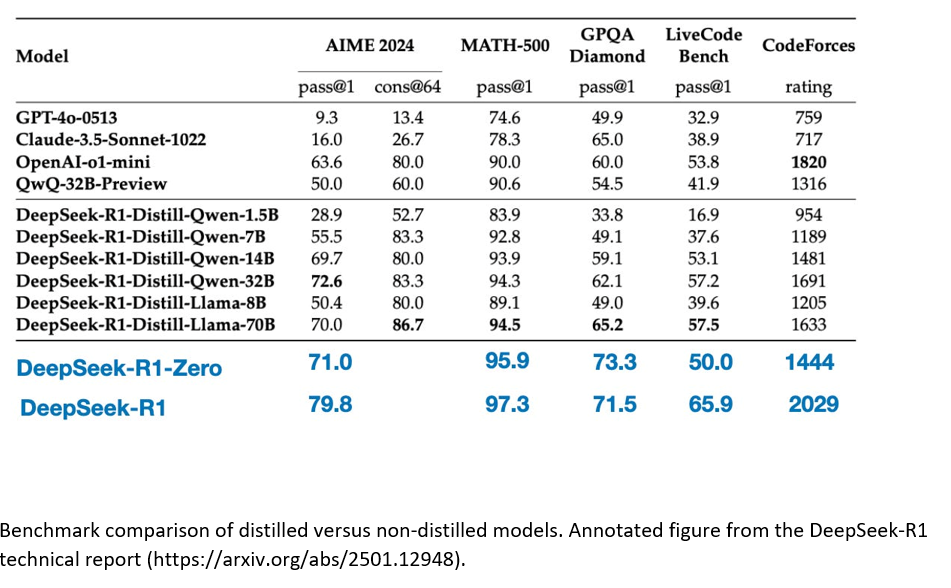 Model AIME 2024 MATH-500 GPQA Diamond LiveCode Bench CodeForces
pass@1 cons@64 pass@1 pass@1 pass@1 rating
GPT-4o-0513 9.3 13.4 74.6 49.9 32.9 759
Claude-3.5-Sonnet-1022 16.0 26.7 78.3 65.0 38.9 717
OpenAI-o1-mini 63.6 80.0 90.0 60.0 53.8 1820
QwQ-32B-Preview 50.0 60.0 90.6 54.5 41.9 1316
DeepSeek-R1-Distill-Qwen-1.5B 28.9 52.7 83.9 33.8 16.9 954
DeepSeek-R1-Distill-Qwen-7B 55.5 83.3 92.8 49.1 37.6 1189
DeepSeek-R1-Distill-Qwen-14B 69.7 80.0 93.9 59.1 53.1 1481
DeepSeek-R1-Distill-Qwen-32B 72.6 83.3 94.3 62.1 57.2 1691
DeepSeek-R1-Distill-Llama-8B 50.4 80.0 89.1 49.0 39.6 1205
DeepSeek-R1-Distill-Llama-70B 70.0 86.7 94.5 65.2 57.5 1633
DeepSeek-R1-Zero 71.0 95.9 73.3 50.0 1444
DeepSeek-R1 79.8 97.3 71.5 65.9 2029
Benchmark comparison of distilled versus non-distilled models. Annotated figure from the DeepSeek-R1
technical report (https://arxiv.org/abs/2501.12948).